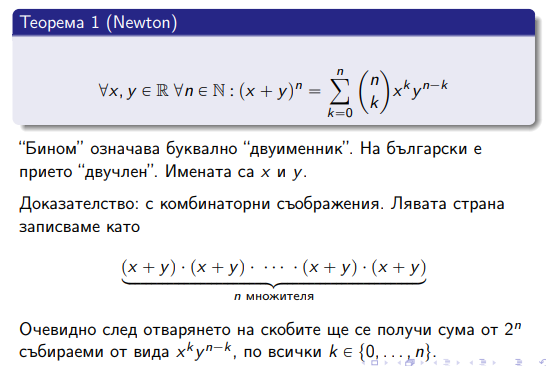 Теорема 1 (Newton)
∀x, y ∈ ℝ ∀n ∈ ℕ : (x + y)ⁿ = ∑_{k=0}^{n} \binom{n}{k} x^k y^{n−k}
“Бином” означава буквално “двуименник”. На български е
прието “двучлен”. Имената са x и y.
Доказателство: с комбинаторни съображения. Лявата страна
записваме като
(x + y) · (x + y) · ⋯ · (x + y) · (x + y)
n множителя
Очевидно след отварянето на скобите ще се получи сума от 2ⁿ
събираеми от вида x^k y^{n−k}, по всички k ∈ {0, . . . , n}.